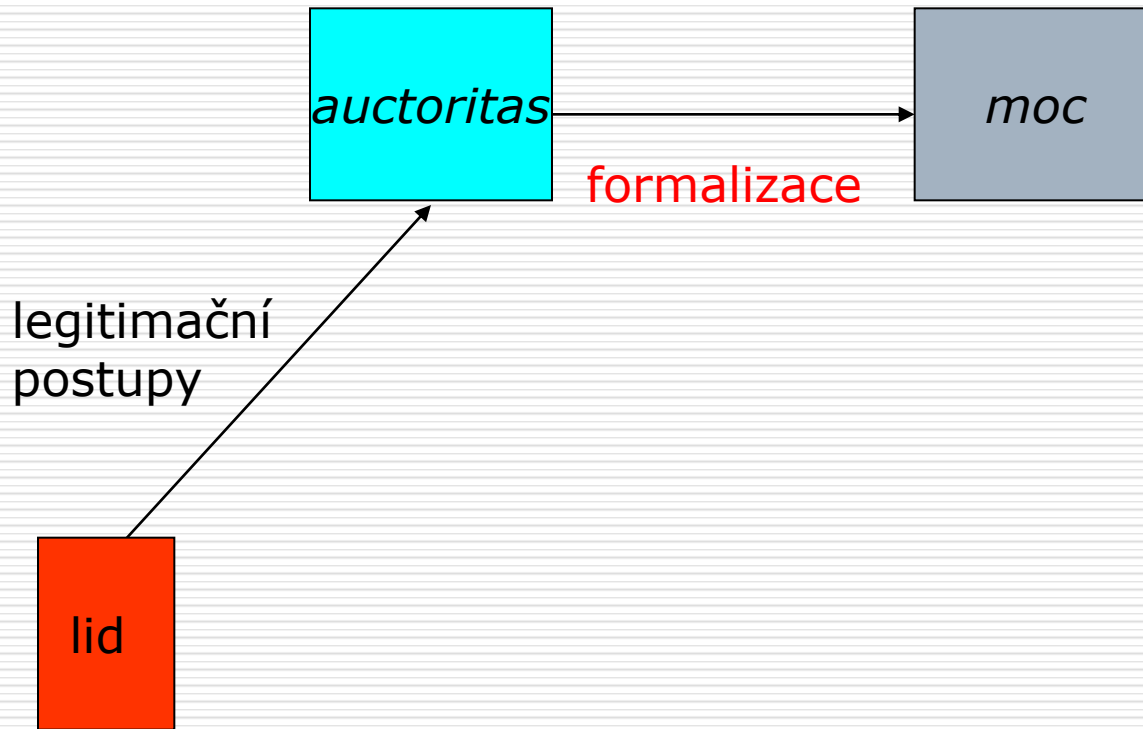 auctoritas
moc
formalizace
legitimační
postupy
lid